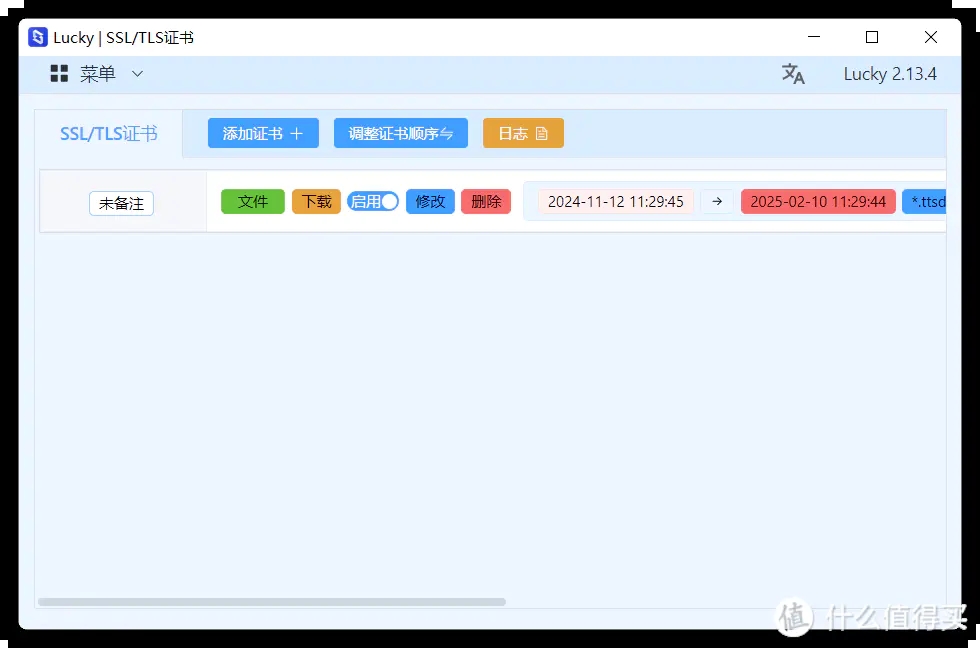 Lucky | SSL/TLS证书
菜单
Lucky 2.13.4
SSL/TLS证书
添加证书
调整证书顺序
日志
未备注
文件
下载
启用
修改
删除
2024-11-12 11:29:45
→
2025-02-10 11:29:44
*.ttsd
值 什么值得买